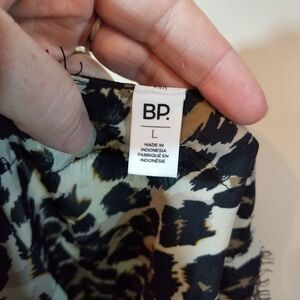 BP.
L
MADE IN
INDONESIA
FABRIQUÉ EN
INDONÉSIE